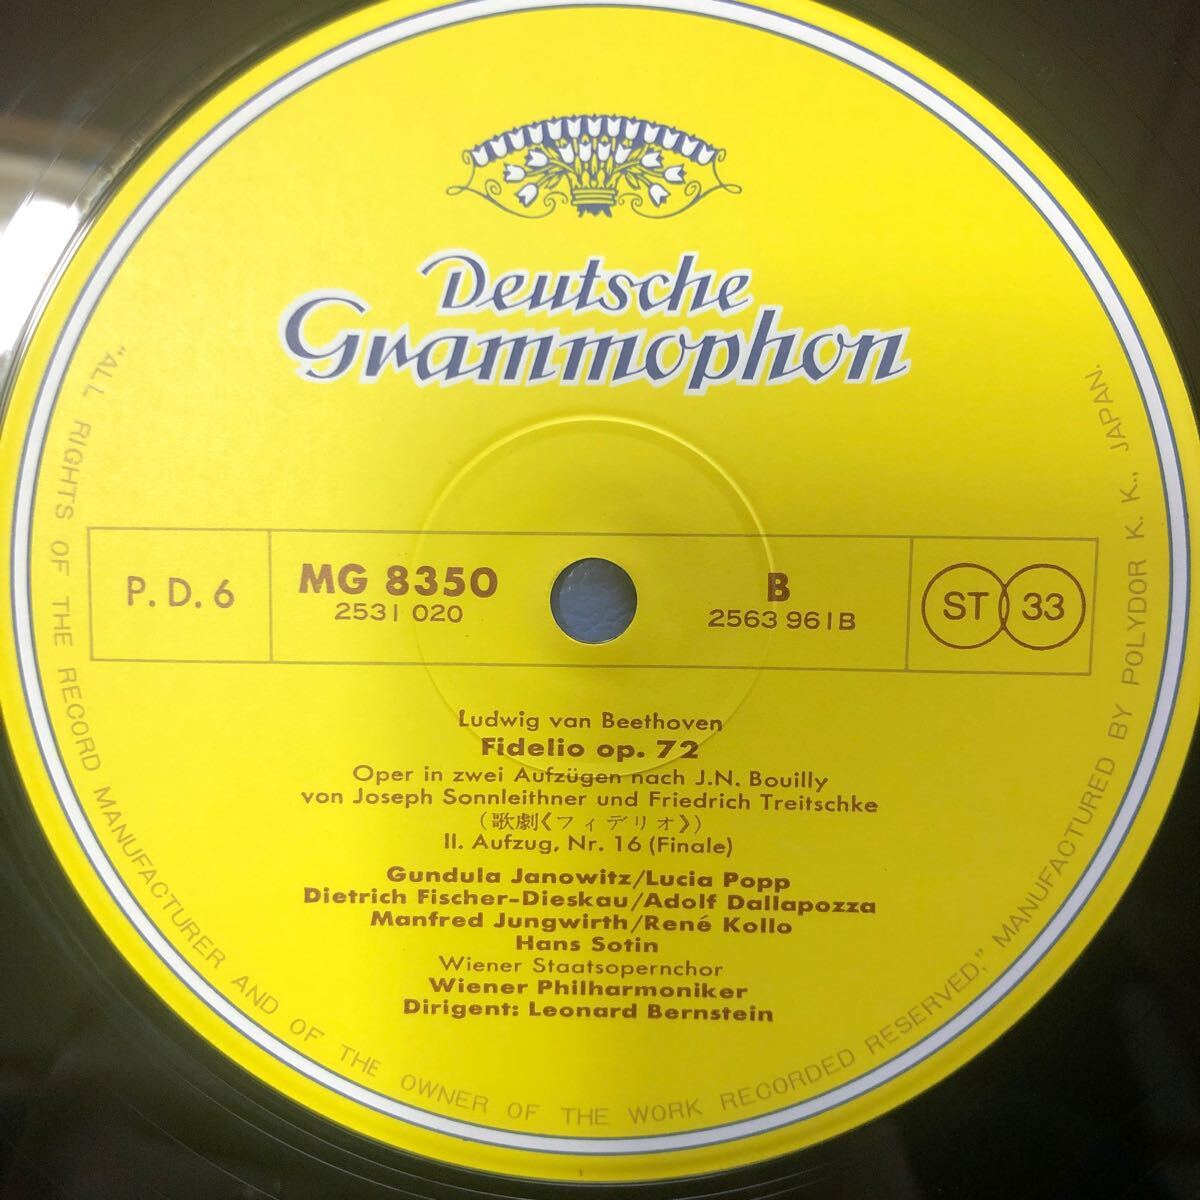 Deutsche
Grammophon
P. D. 6
MG 8350
2531 020
B
2563 961B
ST 33
Ludwig van Beethoven
Fidelio op. 72
Oper in zwei Aufzügen nach J.N. Bouilly
von Joseph Sonnleithner und Friedrich Treitschke
(歌劇《フィデリオ》)
II. Aufzug, Nr. 16 (Finale)
Gundula Janowitz/Lucia Popp
Dietrich Fischer-Dieskau/Adolf Dallapozza
Manfred Jungwirth/René Kollo
Hans Sotin
Wiener Staatsopernchor
Wiener Philharmoniker
Dirigent: Leonard Bernstein
"ALL RIGHTS OF THE RECORD MANUFACTURER AND OF THE OWNER OF THE WORK RECORDED RESERVED." MANUFACTURED BY POLYDOR K. K., JAPAN.